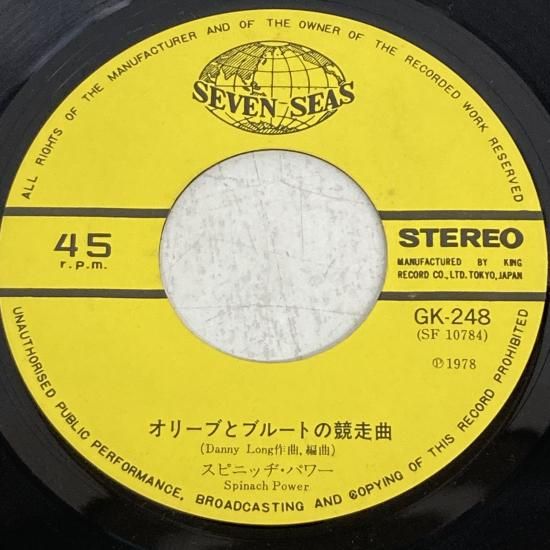 ALL RIGHTS OF THE MANUFACTURER AND OF THE OWNER OF THE RECORDED WORK RESERVED
SEVEN SEAS
45
r.p.m.
STEREO
MANUFACTURED BY KING
RECORD CO., LTD. TOKYO, JAPAN
GK-248
(SF 10784)
Ⓟ1978
オリーブとブルートの競走曲
(Danny Long作曲, 編曲)
スピニッヂ・パワー
Spinach Power
UNAUTHORISED PUBLIC PERFORMANCE, BROADCASTING AND COPYING OF THIS RECORD PROHIBITED